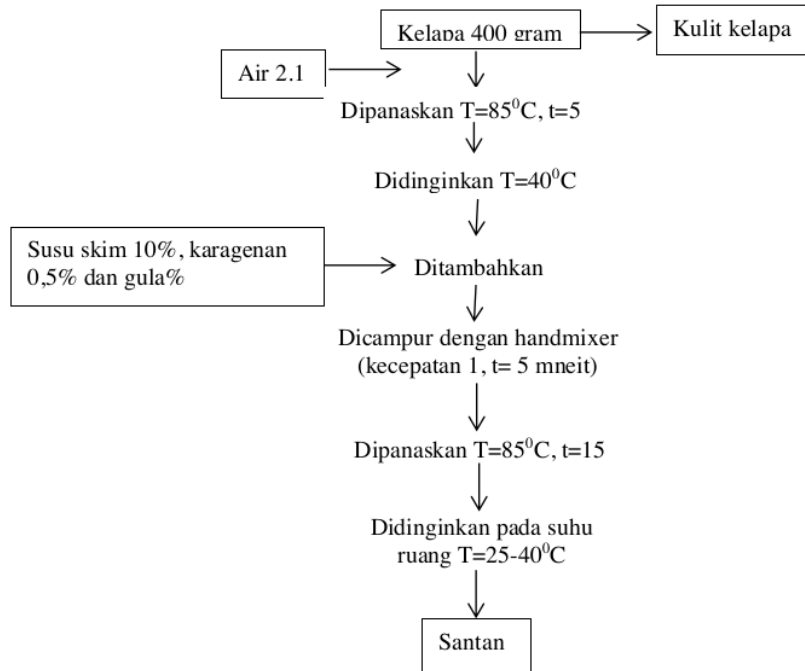 Kelapa 400 gram
Kulit kelapa
Air 2.1
Dipanaskan T=85⁰C, t=5
Didinginkan T=40⁰C
Susu skim 10%, karagenan
0,5% dan gula%
Ditambahkan
Dicampur dengan handmixer
(kecepatan 1, t= 5 mneit)
Dipanaskan T=85⁰C, t=15
Didinginkan pada suhu
ruang T=25-40⁰C
Santan